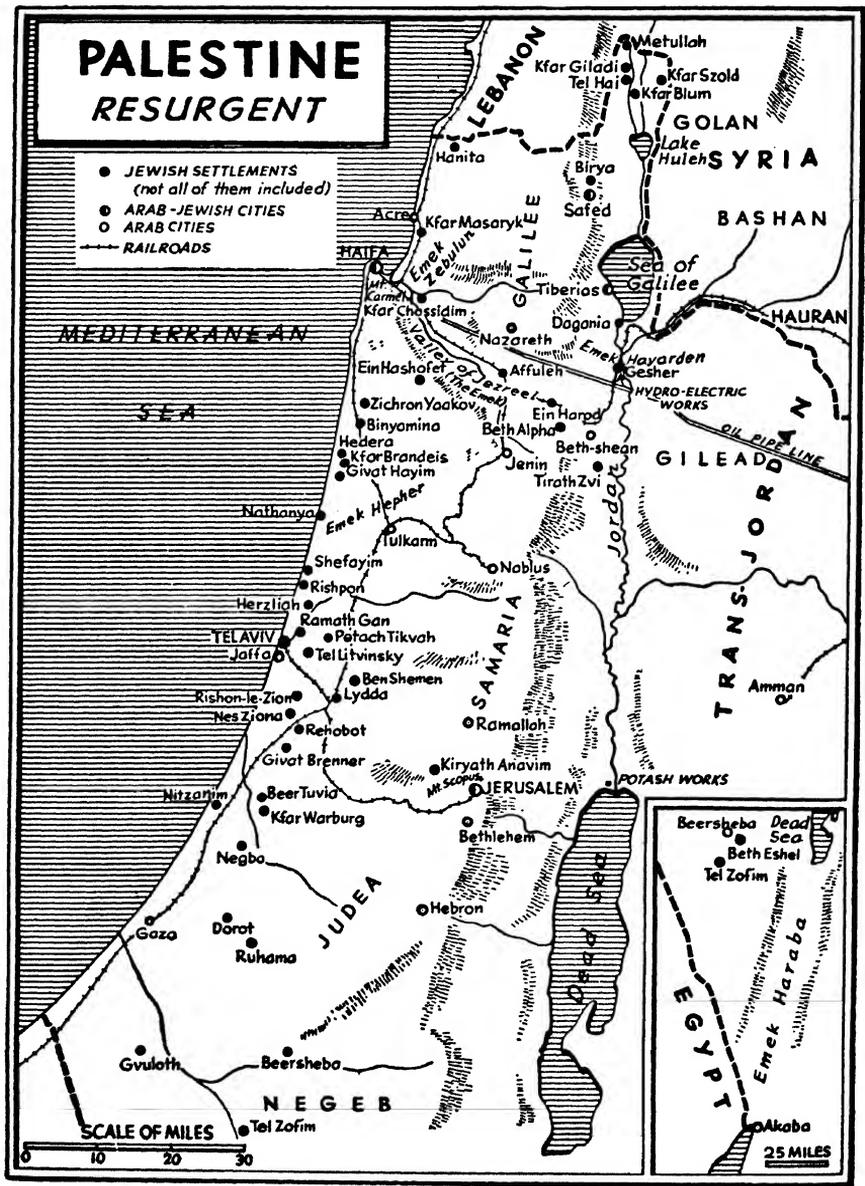 PALESTINE
RESURGENT
JEWISH SETTLEMENTS
(not all of them included)
ARAB-JEWISH CITIES
ARAB CITIES
RAILROADS
LEBANON
Metullah
Kfar Giladi
Tel Hai
Kfar Szold
Kfar Blum
GOLAN
Lake
Huleh
SYRIA
Hanita
Birya
Safed
BASHAN
Acre
Kfar Masaryk
GALILEE
HAIFA
Emek
Zebulun
Mt.
Carmel
Kfar Chassidim
Sea of
Galilee
Tiberias
Dagania
HAURAN
Nazareth
MEDITERRANEAN
SEA
Valley of Jezreel
(The Emek)
Emek Hayarden
Gesher
HYDRO-ELECTRIC
WORKS
Ein Hashofet
Affuleh
Zichron Yaakov
Ein Harod
Binyamina
Beth Alpha
Beth-shean
OIL PIPE LINE
Hedera
Kfar Brandeis
Givat Hayim
Jenin
Tirath Zvi
GILEAD
Jordan
TRANS-JORDAN
Nathanya
Emek Hepher
Tulkarm
Nablus
Shefayim
Rishpon
Herzliah
SAMARIA
Ramath Gan
TELAVIV
Petach Tikvah
Jaffa
Tel Litvinsky
Ben Shemen
Rishon-le-Zion
Lydda
Amman
Nes Ziona
Rehobot
Ramallah
Givat Brenner
Kiryath Anavim
Mt. Scopus
JERUSALEM
POTASH WORKS
Nitzanim
Beer Tuvia
Kfar Warburg
Bethlehem
Negba
JUDEA
Dead Sea
Hebron
Gaza
Dorot
Ruhama
Gvuloth
Beersheba
NEGEB
Tel Zofim
SCALE OF MILES
0 10 20 30
Beersheba
Dead
Sea
Beth Eshel
Tel Zofim
Emek Haraba
EGYPT
Akaba
25 MILES